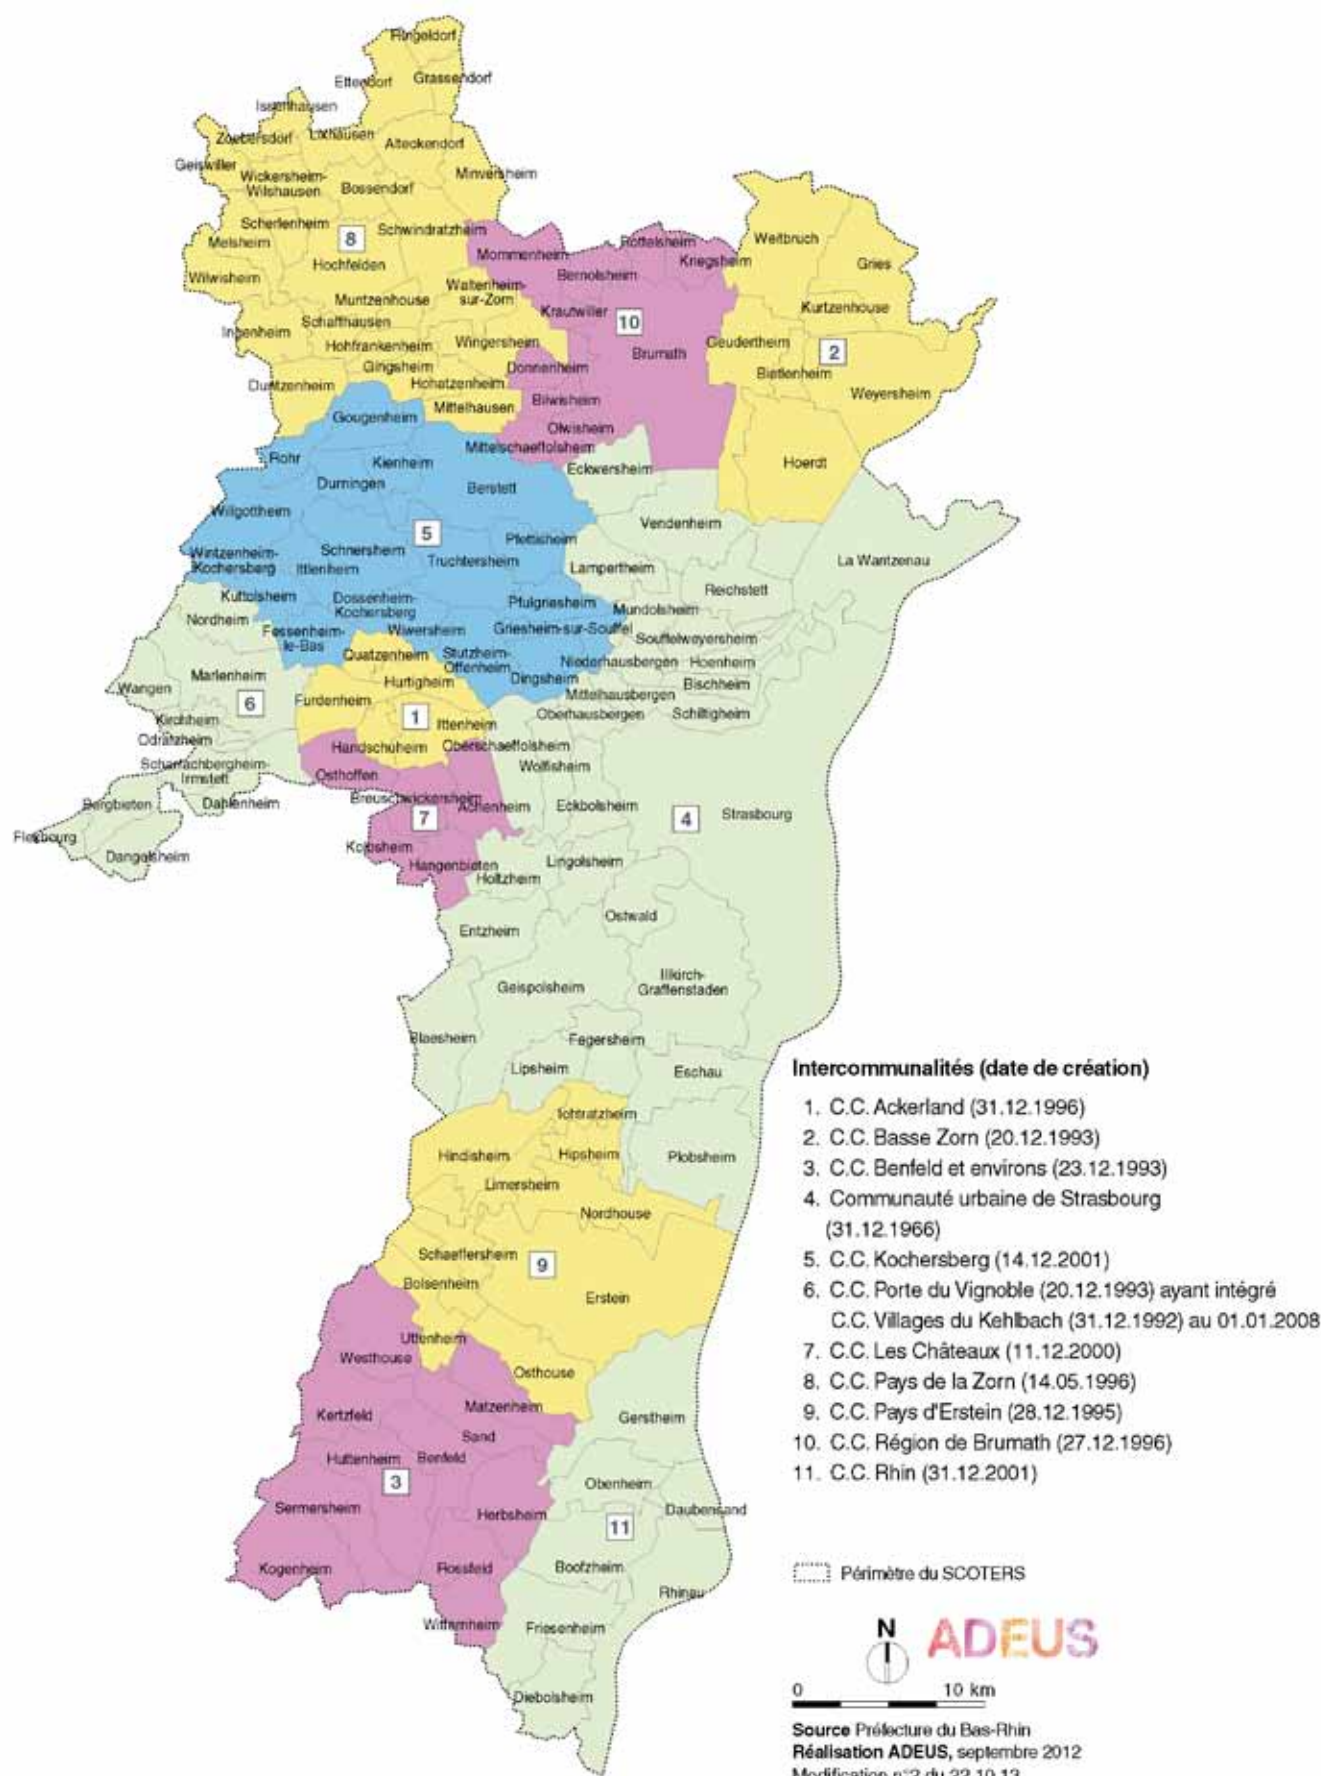 Ringeldorf
Ettendorf
Grassendorf
Issenhausen
Zoebersdorf
Lixhausen
Alteckendorf
Geiswiller
Wickersheim-
Wilshausen
Bossendorf
Minversheim
Scherlenheim
Melsheim
8
Schwindratzheim
Hochfelden
Wilwisheim
Mommenheim
Rottelsheim
Kriegsheim
Bernolsheim
Weitbruch
Gries
Waltenheim-
sur-Zorn
Muntzenhouse
Krautwiller
10
Kurtzenhouse
Schaffhausen
Ingenheim
Hohfrankenheim
Wingersheim
Brumath
Geudertheim
2
Gingsheim
Donnenheim
Bietlenheim
Duntzenheim
Hohatzenheim
Weyersheim
Mittelhausen
Bilwisheim
Gougenheim
Olwisheim
Mittelschaeffolsheim
Rohr
Kienheim
Eckwersheim
Hoerdt
Durningen
Berstett
Willgottheim
Vendenheim
5
Pfettisheim
Wintzenheim-
Kochersberg
Schnersheim
Ittlenheim
Truchtersheim
Lampertheim
La Wantzenau
Reichstett
Kuttolsheim
Dossenheim-
Kochersberg
Pfulgriesheim
Mundolsheim
Nordheim
Fessenheim-
le-Bas
Wiwersheim
Griesheim-sur-Souffel
Souffelweyersheim
Quatzenheim
Stutzheim-
Offenheim
Niederhausbergen
Hoenheim
Marlenheim
Hurtigheim
Dingsheim
Bischheim
Wangen
6
Furdenheim
Mittelhausbergen
Kirchheim
1
Ittenheim
Oberhausbergen
Schiltigheim
Odratzheim
Handschuheim
Oberschaeffolsheim
Scharrachbergheim-
Irmstett
Osthoffen
Wolfisheim
Bergbieten
Dahlenheim
Breuschwickersheim
Achenheim
Eckbolsheim
4
Strasbourg
7
Flexbourg
Dangolsheim
Kolbsheim
Hangenbieten
Lingolsheim
Holtzheim
Ostwald
Entzheim
Geispolsheim
Illkirch-
Graffenstaden
Blaesheim
Fegersheim
Lipsheim
Eschau
Ichtratzheim
Hindisheim
Hipsheim
Plobsheim
Limersheim
Nordhouse
Schaeffersheim
9
Bolsenheim
Erstein
Uttenheim
Westhouse
Osthouse
Matzenheim
Kertzfeld
Gerstheim
Sand
Huttenheim
Benfeld
3
Obenheim
Sermersheim
Herbsheim
Daubensand
11
Kogenheim
Rossfeld
Boofzheim
Rhinau
Witternheim
Friesenheim
Diebolsheim
Intercommunalités (date de création)
1. C.C. Ackerland (31.12.1996)
2. C.C. Basse Zorn (20.12.1993)
3. C.C. Benfeld et environs (23.12.1993)
4. Communauté urbaine de Strasbourg
(31.12.1966)
5. C.C. Kochersberg (14.12.2001)
6. C.C. Porte du Vignoble (20.12.1993) ayant intégré
C.C. Villages du Kehlbach (31.12.1992) au 01.01.2008
7. C.C. Les Châteaux (11.12.2000)
8. C.C. Pays de la Zorn (14.05.1996)
9. C.C. Pays d'Erstein (28.12.1995)
10. C.C. Région de Brumath (27.12.1996)
11. C.C. Rhin (31.12.2001)
Périmètre du SCOTERS
N
ADEUS
0 10 km
Source Préfecture du Bas-Rhin
Réalisation ADEUS, septembre 2012
Modification n°2 du 22.10.13